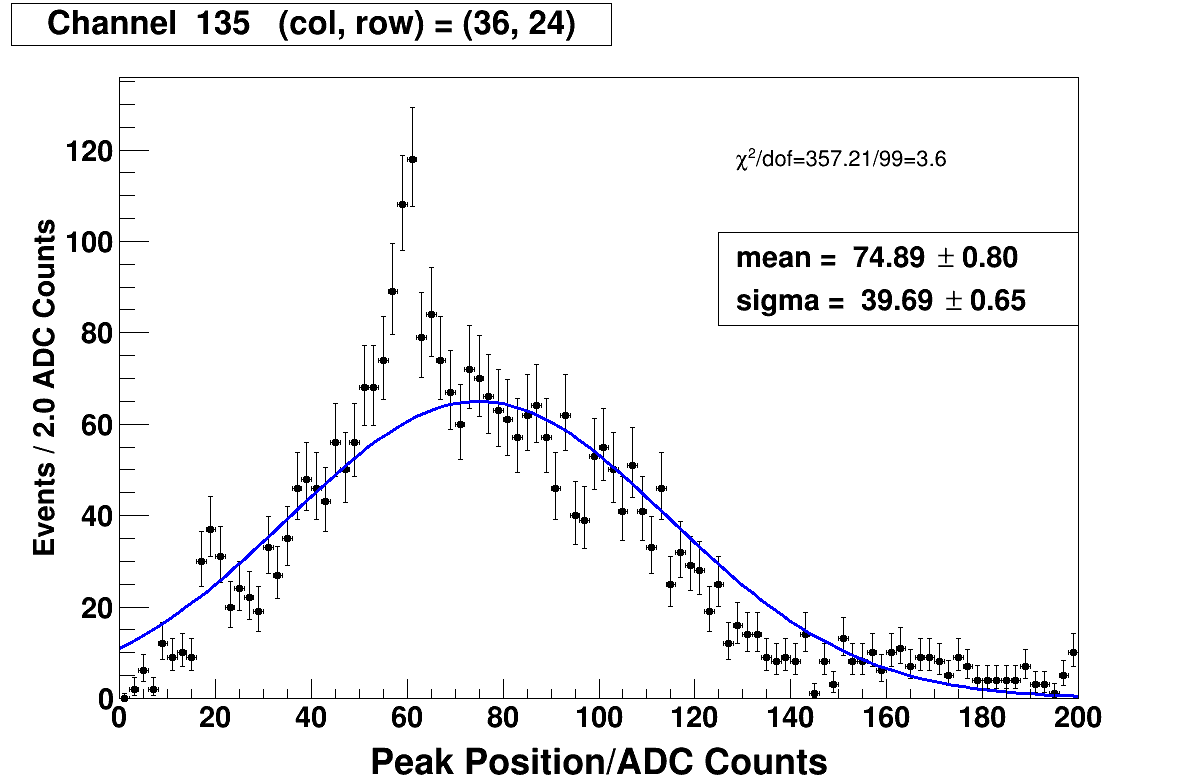 Channel 135 (col, row) = (36, 24)
χ²/dof=357.21/99=3.6
mean = 74.89 ± 0.80
sigma = 39.69 ± 0.65
Events / 2.0 ADC Counts
120
100
80
60
40
20
0
0 20 40 60 80 100 120 140 160 180 200
Peak Position/ADC Counts